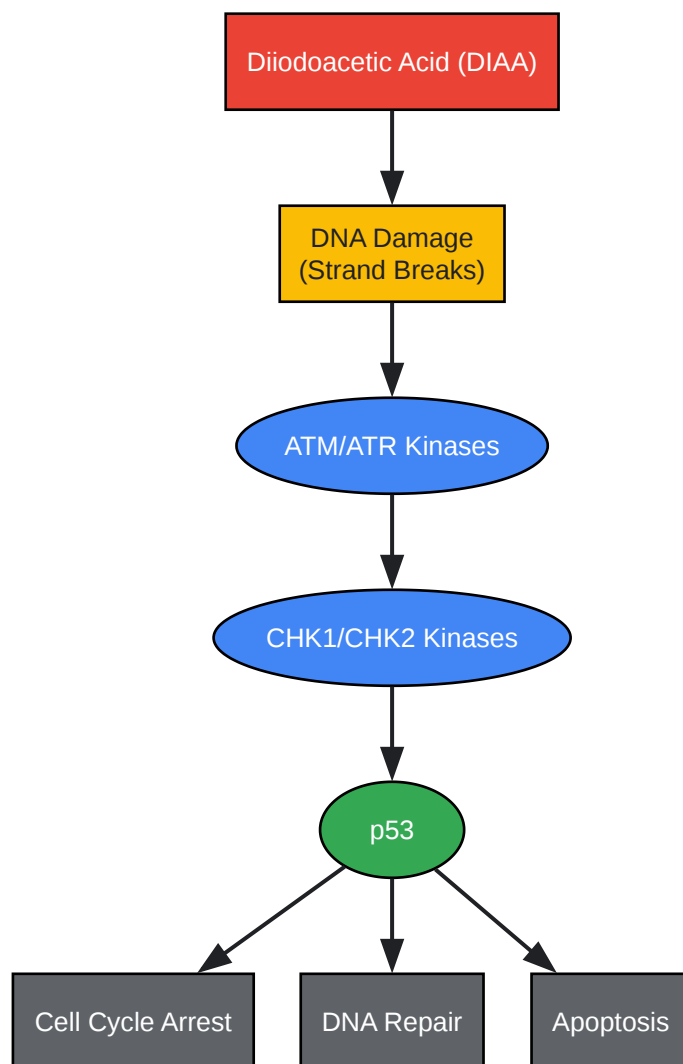 Diiodoacetic Acid (DIAA)
DNA Damage
(Strand Breaks)
ATM/ATR Kinases
CHK1/CHK2 Kinases
p53
Cell Cycle Arrest
DNA Repair
Apoptosis